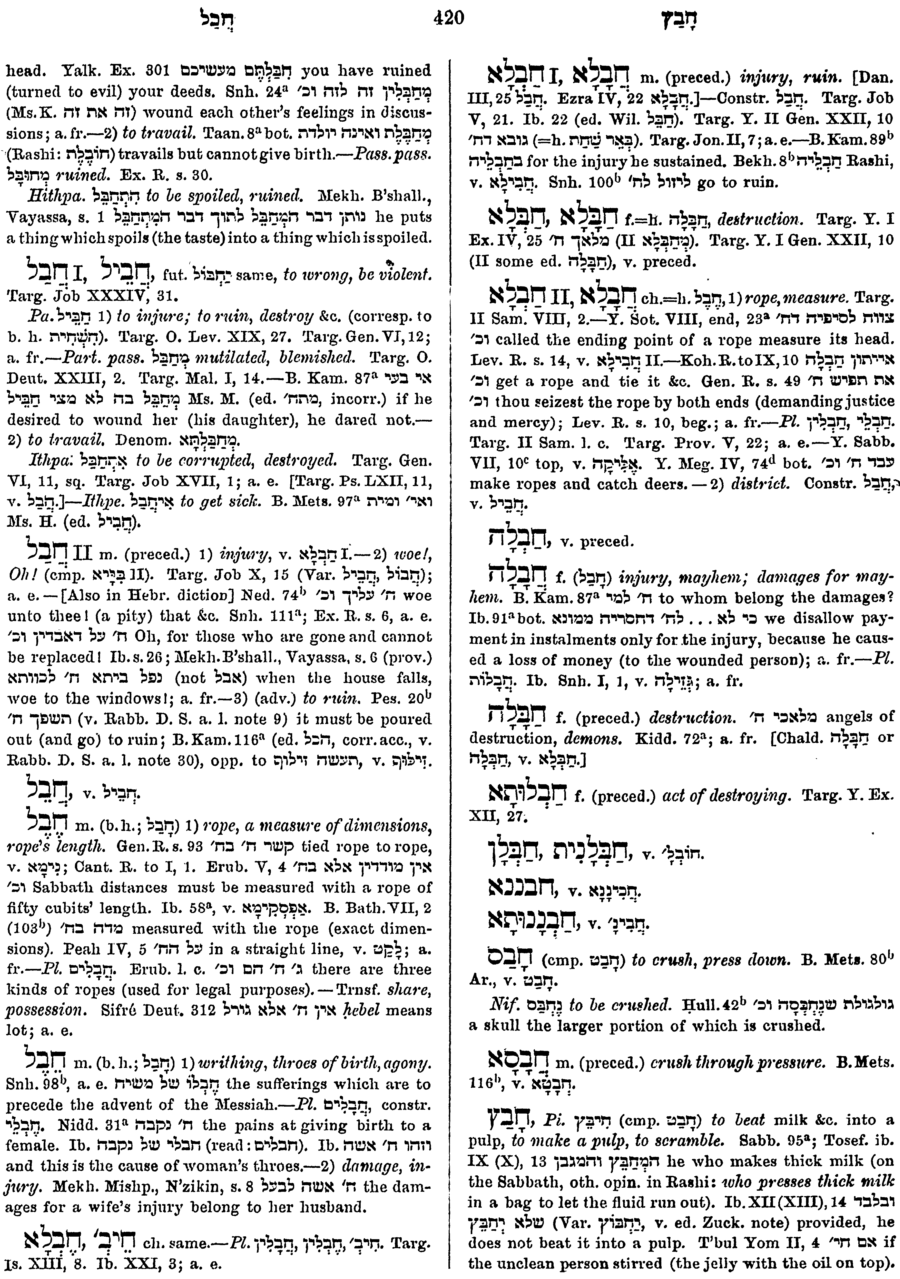 חֲבַל 420 חָבַץ
head. Yalk. Ex. 301 חִבַּלְתֶּם מעשיכם you have ruined
(turned to evil) your deeds. Snh. 24ᵃ מְחַבְּלִין זה לזה וכ'
(Ms. K. זה את זה) wound each other's feelings in discus-
sions; a. fr.—2) to travail. Taan. 8ᵃ bot. מְחַבֶּלֶת ואינה יולדת
(Rashi: חוֹבֶלֶת) travails but cannot give birth.—Pass. pass.
מְחוּבָּל ruined. Ex. R. s. 30.
Hithpa. הִתְחַבֵּל to be spoiled, ruined. Mekh. B'shall.,
Vayassa, s. 1 נותן דבר המְחַבֵּל לתוך דבר המִתְחַבֵּל he puts
a thing which spoils (the taste) into a thing which is spoiled.
חֲבַל I, חֲבֵיל, fut. יַחְבּוֹל same, to wrong, be violent.
Targ. Job XXXIV, 31.
Pa. חַבֵּיל 1) to injure; to ruin, destroy &c. (corresp. to
b. h. הִשְׁחִית). Targ. O. Lev. XIX, 27. Targ. Gen. VI, 12;
a. fr.—Part. pass. מְחַבַּל mutilated, blemished. Targ. O.
Deut. XXIII, 2. Targ. Mal. I, 14.—B. Kam. 87ᵃ אי בעי
מְחַבֵּל בה לא מצי חַבֵּיל Ms. M. (ed. מתח', incorr.) if he
desired to wound her (his daughter), he dared not.—
2) to travail. Denom. מְחַבַּלְתָּא.
Ithpa. אִתְחַבַּל to be corrupted, destroyed. Targ. Gen.
VI, 11, sq. Targ. Job XVII, 1; a. e. [Targ. Ps. LXII, 11,
v. חֲבַל.]—Ithpe. אִיחֲבַל to get sick. B. Mets. 97ᵃ ואי' ומית
Ms. H. (ed. חֲבִיל).
חֲבַל II m. (preced.) 1) injury, v. חֲבָלָא I.—2) woe!,
Oh! (cmp. בַּיָּיא II). Targ. Job X, 15 (Var. חֲבוֹל, חֲבֵיל);
a. e.—[Also in Hebr. diction] Ned. 74ᵇ ח' עליך וכ' woe
unto thee! (a pity) that &c. Snh. 111ᵃ; Ex. R. s. 6, a. e.
ח' על דאבדין וכ' Oh, for those who are gone and cannot
be replaced! Ib. s. 26; Mekh. B'shall., Vayassa, s. 6 (prov.)
נפל ביתא ח' לכוותא (not אבל) when the house falls,
woe to the windows!; a. fr.—3) (adv.) to ruin. Pes. 20ᵇ
תשפך ח' (v. Rabb. D. S. a. l. note 9) it must be poured
out (and go) to ruin; B. Kam. 116ᵃ (ed. הכל, corr. acc., v.
Rabb. D. S. a. l. note 30), opp. to תעשה זילוף, v. זִילּוּף.
חֲבֵל, v. חֲבִיל.
חֶבֶל m. (b. h.; חָבַל) 1) rope, a measure of dimensions,
rope's length. Gen. R. s. 93 קשר ח' בח' tied rope to rope,
v. נִימָא; Cant. R. to I, 1. Erub. V, 4 אין מודדין אלא בח'
וכ' Sabbath distances must be measured with a rope of
fifty cubits' length. Ib. 58ᵃ, v. אַפְסְקִימָא. B. Bath. VII, 2
(103ᵇ) מדה בח' measured with the rope (exact dimen-
sions). Peah IV, 5 על הח' in a straight line, v. לָקַט; a.
fr.—Pl. חֲבָלִים. Erub. l. c. ג' ח' הם וכ' there are three
kinds of ropes (used for legal purposes).—Trnsf. share,
possession. Sifré Deut. 312 אין ח' אלא גורל ḥebel means
lot; a. e.
חֵבֶל m. (b. h.; חָבַל) 1) writhing, throes of birth, agony.
Snh. 98ᵇ, a. e. חֶבְלוֹ של משיח the sufferings which are to
precede the advent of the Messiah.—Pl. חֲבָלִים, constr.
חֶבְלֵי. Nidd. 31ᵃ ח' נקבה the pains at giving birth to a
female. Ib. חבלי של נקבה (read: חבלים). Ib. וזהו ח' אשה
and this is the cause of woman's throes.—2) damage, in-
jury. Mekh. Mishp., N'zikin, s. 8 ח' אשה לבעל the dam-
ages for a wife's injury belong to her husband.
חֶבְלָא, חֵיבְ' ch. same.—Pl. חֶבְלִין, חַבְלִין, חֵיבְ'. Targ.
Is. XIII, 8. Ib. XXI, 3; a. e.
חֲבָלָא I, חַבְלָא m. (preced.) injury, ruin. [Dan.
III, 25 חֲבָל. Ezra IV, 22 חֲבָלָא.]—Constr. חֲבַל. Targ. Job
V, 21. Ib. 22 (ed. Wil. חֲבָל). Targ. Y. II Gen. XXII, 10
גובא דח' (=h. בְּאֵר שַׁחַת). Targ. Jon. II, 7; a. e.—B. Kam. 89ᵇ
בחֲבָלֵיה for the injury he sustained. Bekh. 8ᵇ חֲבָלֵיה Rashi,
v. חֲבִילָא. Snh. 100ᵇ ליזול לח' go to ruin.
חַבָּלָא, חֲבָלָא f.=h. חַבָּלָה, destruction. Targ. Y. I
Ex. IV, 25 מלאך ח' (II מְחַבְּלָא). Targ. Y. I Gen. XXII, 10
(II some ed. חַבָּלָה), v. preced.
חַבְלָא II, חֲבָלָא ch.=h. חֶבֶל, 1) rope, measure. Targ.
II Sam. VIII, 2.—Y. Sot. VIII, end, 23ᵃ צווח לסיפיה דח'
וכ' called the ending point of a rope measure its head.
Lev. R. s. 14, v. חֲבִילָא II.—Koh. R. to IX, 10 אייתון חַבְלָה
וכ' get a rope and tie it &c. Gen. R. s. 49 את תפיש ח'
וכ' thou seizest the rope by both ends (demanding justice
and mercy); Lev. R. s. 10, beg.; a. fr.—Pl. חַבְלִין, חַבְלֵי.
Targ. II Sam. l. c. Targ. Prov. V, 22; a. e.—Y. Sabb.
VII, 10ᶜ top, v. אֲלִיקָה. Y. Meg. IV, 74ᵈ bot. עבד ח' וכ'
make ropes and catch deers.—2) district. Constr. חֲבַל,
v. חֲבֵיל.
חַבְלָה, v. preced.
חֲבָלָה f. (חָבַל) injury, mayhem; damages for may-
hem. B. Kam. 87ᵃ ח' למי to whom belong the damages?
Ib. 91ᵃ bot. כי לא ... לח' דחסריה ממונא we disallow pay-
ment in instalments only for the injury, because he caus-
ed a loss of money (to the wounded person); a. fr.—Pl.
חֲבָלוֹת. Ib. Snh. I, 1, v. גְּזֵילָה; a. fr.
חַבָּלָה f. (preced.) destruction. מלאכי ח' angels of
destruction, demons. Kidd. 72ᵃ; a. fr. [Chald. חֲבָלָה or
חַבָּלָה, v. חַבָּלָא.]
חַבְלוּתָא f. (preced.) act of destroying. Targ. Y. Ex.
XII, 27.
חַבְלָן, חַבְלָנִית, v. חוֹבְלָ'.
חבננא, v. חֲכִינָנָא.
חַבְנָנוּתָא, v. חֲבִינָ'.
חָבַס (cmp. חָבַט) to crush, press down. B. Mets. 80ᵇ
Ar., v. חָבַט.
Nif. נֶחְבַּס to be crushed. Ḥull. 42ᵇ גולגולת שנֶחְבְּסָה וכ'
a skull the larger portion of which is crushed.
חֲבָסָא m. (preced.) crush through pressure. B. Mets.
116ᵇ, v. חֲבָטָא.
חָבַץ, Pi. חִיבֵּץ (cmp. חָבַט) to beat milk &c. into a
pulp, to make a pulp, to scramble. Sabb. 95ᵃ; Tosef. ib.
IX (X), 13 המְחַבֵּץ והמגבן he who makes thick milk (on
the Sabbath, oth. opin. in Rashi: who presses thick milk
in a bag to let the fluid run out). Ib. XII (XIII), 14 ובלבד
שלא יְחַבֵּץ (Var. יַחְבּוֹץ, v. ed. Zuck. note) provided, he
does not beat it into a pulp. T'bul Yom II, 4 אם חי' if
the unclean person stirred (the jelly with the oil on top).